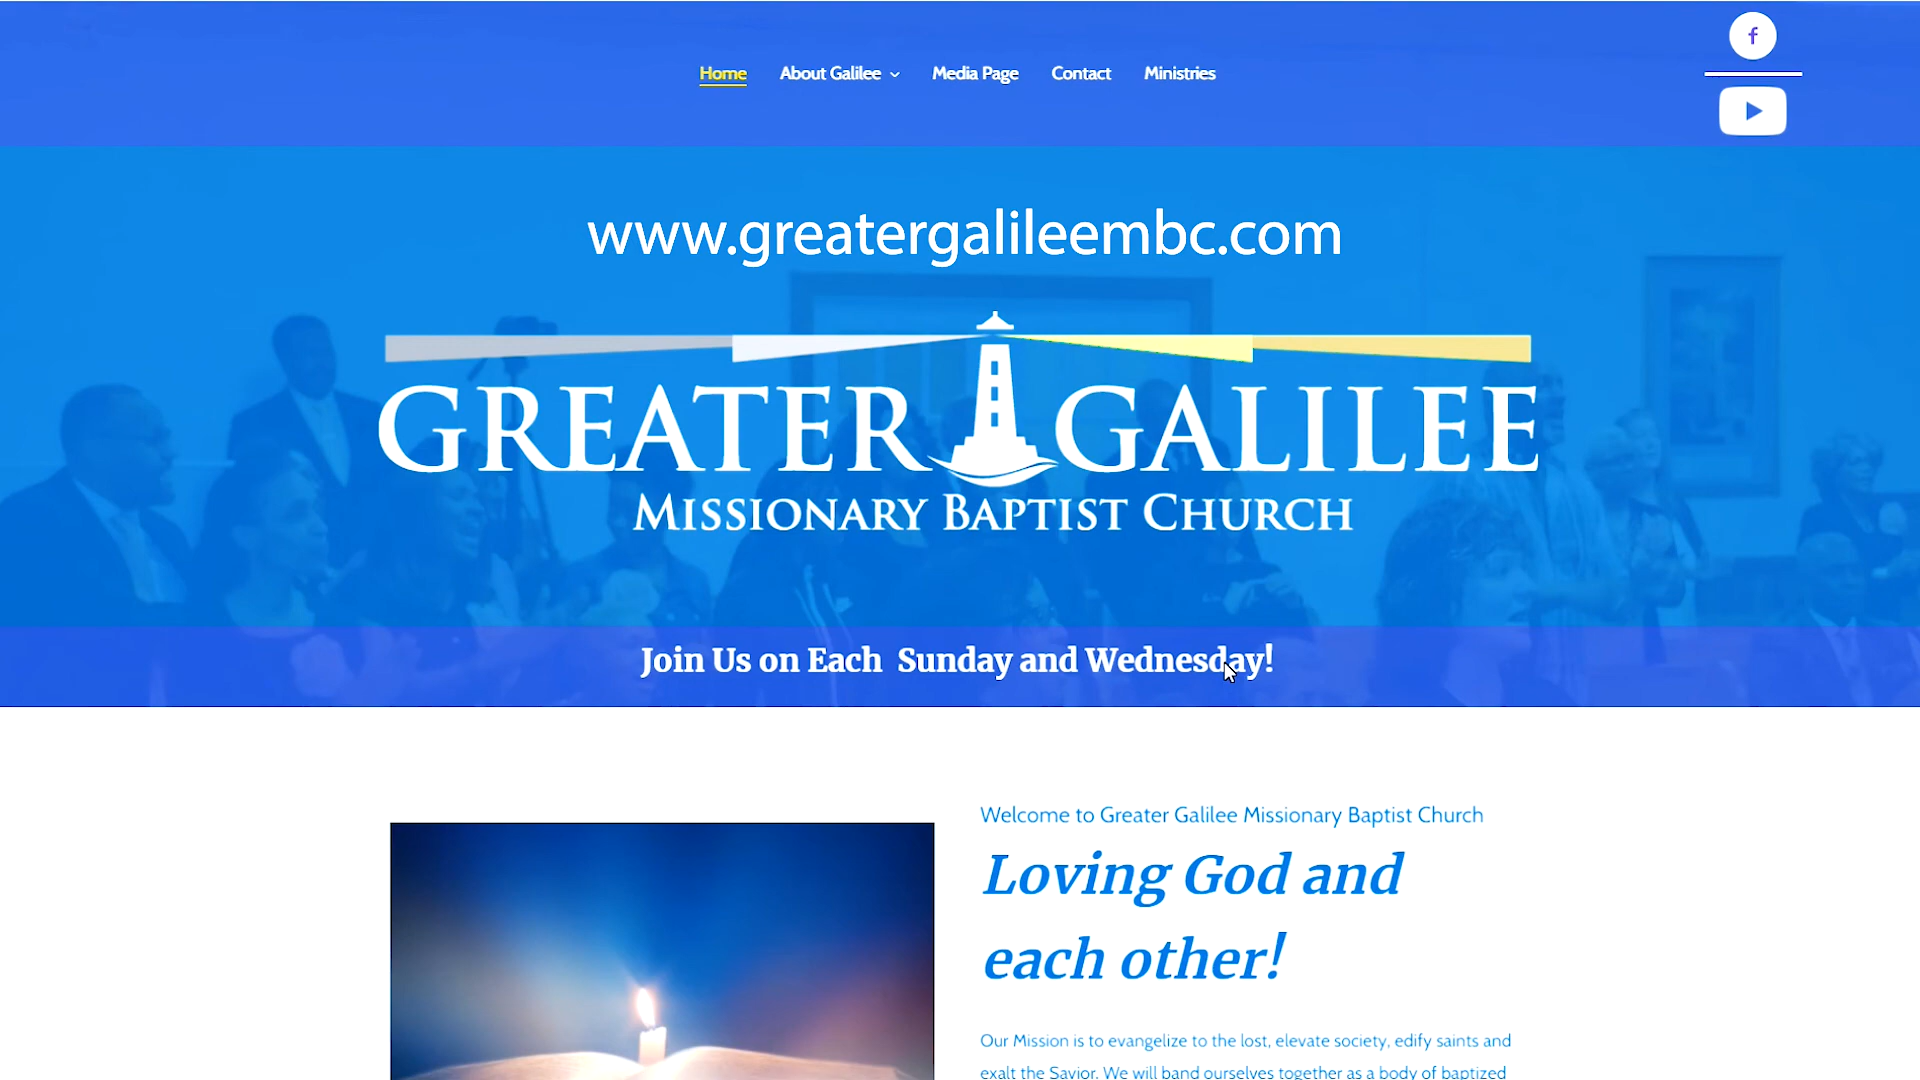 Home About Galilee Media Page Contact Ministries
f
www.greatergalileembc.com
GREATER GALILEE
MISSIONARY BAPTIST CHURCH
Join Us on Each Sunday and Wednesday!
Welcome to Greater Galilee Missionary Baptist Church
Loving God and
each other!
Our Mission is to evangelize to the lost, elevate society, edify saints and
exalt the Savior. We will band ourselves together as a body of baptized